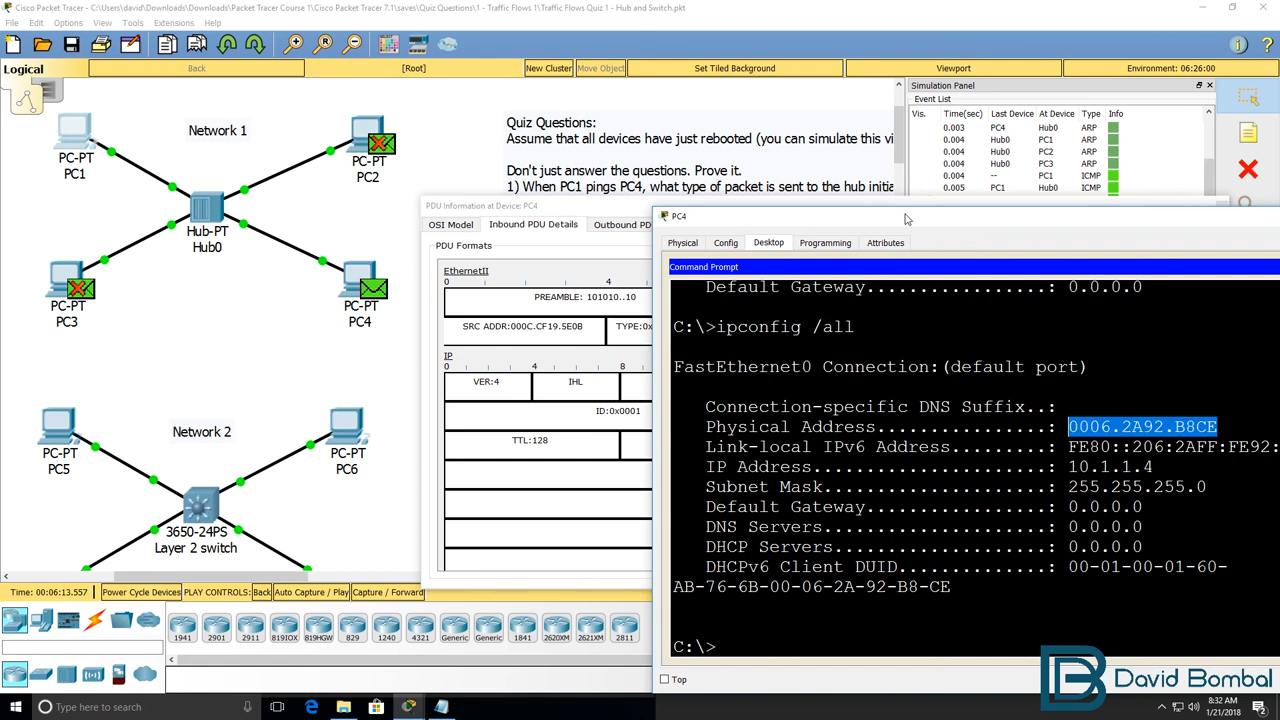 Cisco Packet Tracer - C:\Users\david\Downloads\Downloads\Packet Tracer Course 1\Cisco Packet Tracer 7.1\saves\Quiz Questions\1 - Traffic Flows 1\Traffic Flows Quiz 1 - Hub and Switch.pkt
File Edit Options View Tools Extensions Help
Logical Back [Root] New Cluster Move Object Set Tiled Background Viewport Environment: 06:26:00
Network 1
PC-PT
PC1
PC-PT
PC2
Hub-PT
Hub0
PC-PT
PC3
PC-PT
PC4
Network 2
PC-PT
PC5
PC-PT
PC6
3650-24PS
Layer 2 switch
Quiz Questions:
Assume that all devices have just rebooted (you can simulate this vi
Don't just answer the questions. Prove it.
1) When PC1 pings PC4, what type of packet is sent to the hub initia
Simulation Panel
Event List
Vis. Time(sec) Last Device At Device Type Info
0.003 PC4 Hub0 ARP
0.004 Hub0 PC1 ARP
0.004 Hub0 PC2 ARP
0.004 Hub0 PC3 ARP
0.004 -- PC1 ICMP
0.005 PC1 Hub0 ICMP
PDU Information at Device: PC4
OSI Model Inbound PDU Details Outbound PD
PDU Formats
EthernetII
0 4
PREAMBLE: 101010..10
SRC ADDR:000C.CF19.5E0B TYPE:0x
IP
0 4 8
VER:4 IHL
ID:0x0001
TTL:128
PC4
Physical Config Desktop Programming Attributes
Command Prompt
Default Gateway.................: 0.0.0.0
C:\>ipconfig /all
FastEthernet0 Connection:(default port)
Connection-specific DNS Suffix..:
Physical Address................: 0006.2A92.B8CE
Link-local IPv6 Address.........: FE80::206:2AFF:FE92:
IP Address......................: 10.1.1.4
Subnet Mask.....................: 255.255.255.0
Default Gateway.................: 0.0.0.0
DNS Servers.....................: 0.0.0.0
DHCP Servers....................: 0.0.0.0
DHCPv6 Client DUID..............: 00-01-00-01-60-
AB-76-6B-00-06-2A-92-B8-CE
C:\>
Top
Time: 00:06:13.557 Power Cycle Devices PLAY CONTROLS: Back Auto Capture / Play Capture / Forward
1941 2901 2911 819IOX 819HGW 829 1240 4321 Generic Generic 1841 2620XM 2621XM 2811
David Bombal
Type here to search
8:32 AM
1/21/2018
2